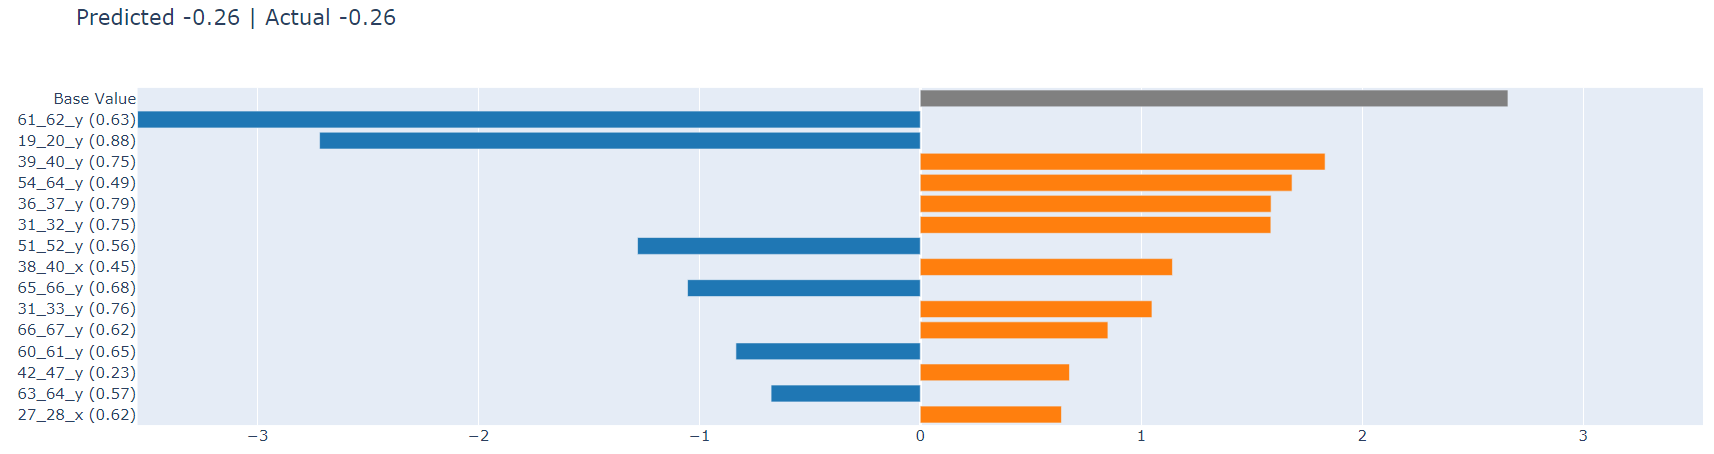 Predicted -0.26 | Actual -0.26
Base Value
61_62_y (0.63)
19_20_y (0.88)
39_40_y (0.75)
54_64_y (0.49)
36_37_y (0.79)
31_32_y (0.75)
51_52_y (0.56)
38_40_x (0.45)
65_66_y (0.68)
31_33_y (0.76)
66_67_y (0.62)
60_61_y (0.65)
42_47_y (0.23)
63_64_y (0.57)
27_28_x (0.62)
−3 −2 −1 0 1 2 3